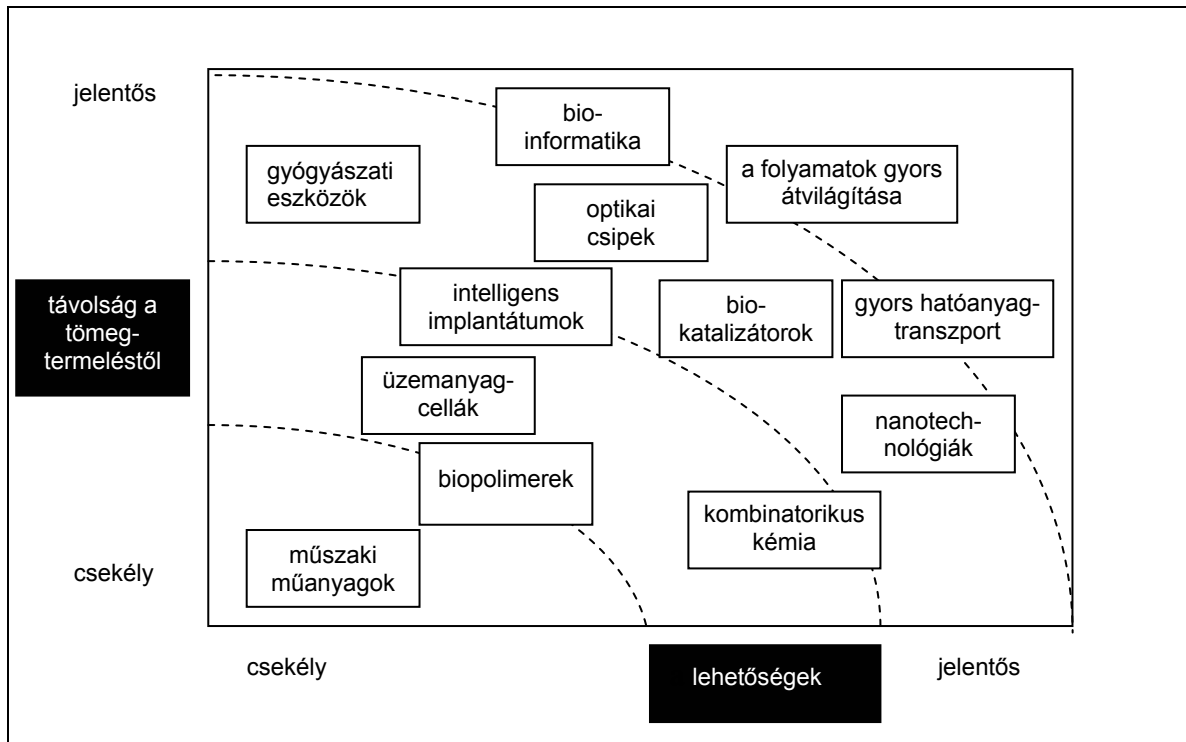 jelentős
bio-
informatika
gyógyászati
eszközök
a folyamatok gyors
átvilágítása
optikai
csipek
távolság a
tömeg-
termeléstől
intelligens
implantátumok
bio-
katalizátorok
gyors hatóanyag-
transzport
üzemanyag-
cellák
nanotech-
nológiák
biopolimerek
kombinatorikus
kémia
csekély
műszaki
műanyagok
csekély
lehetőségek
jelentős